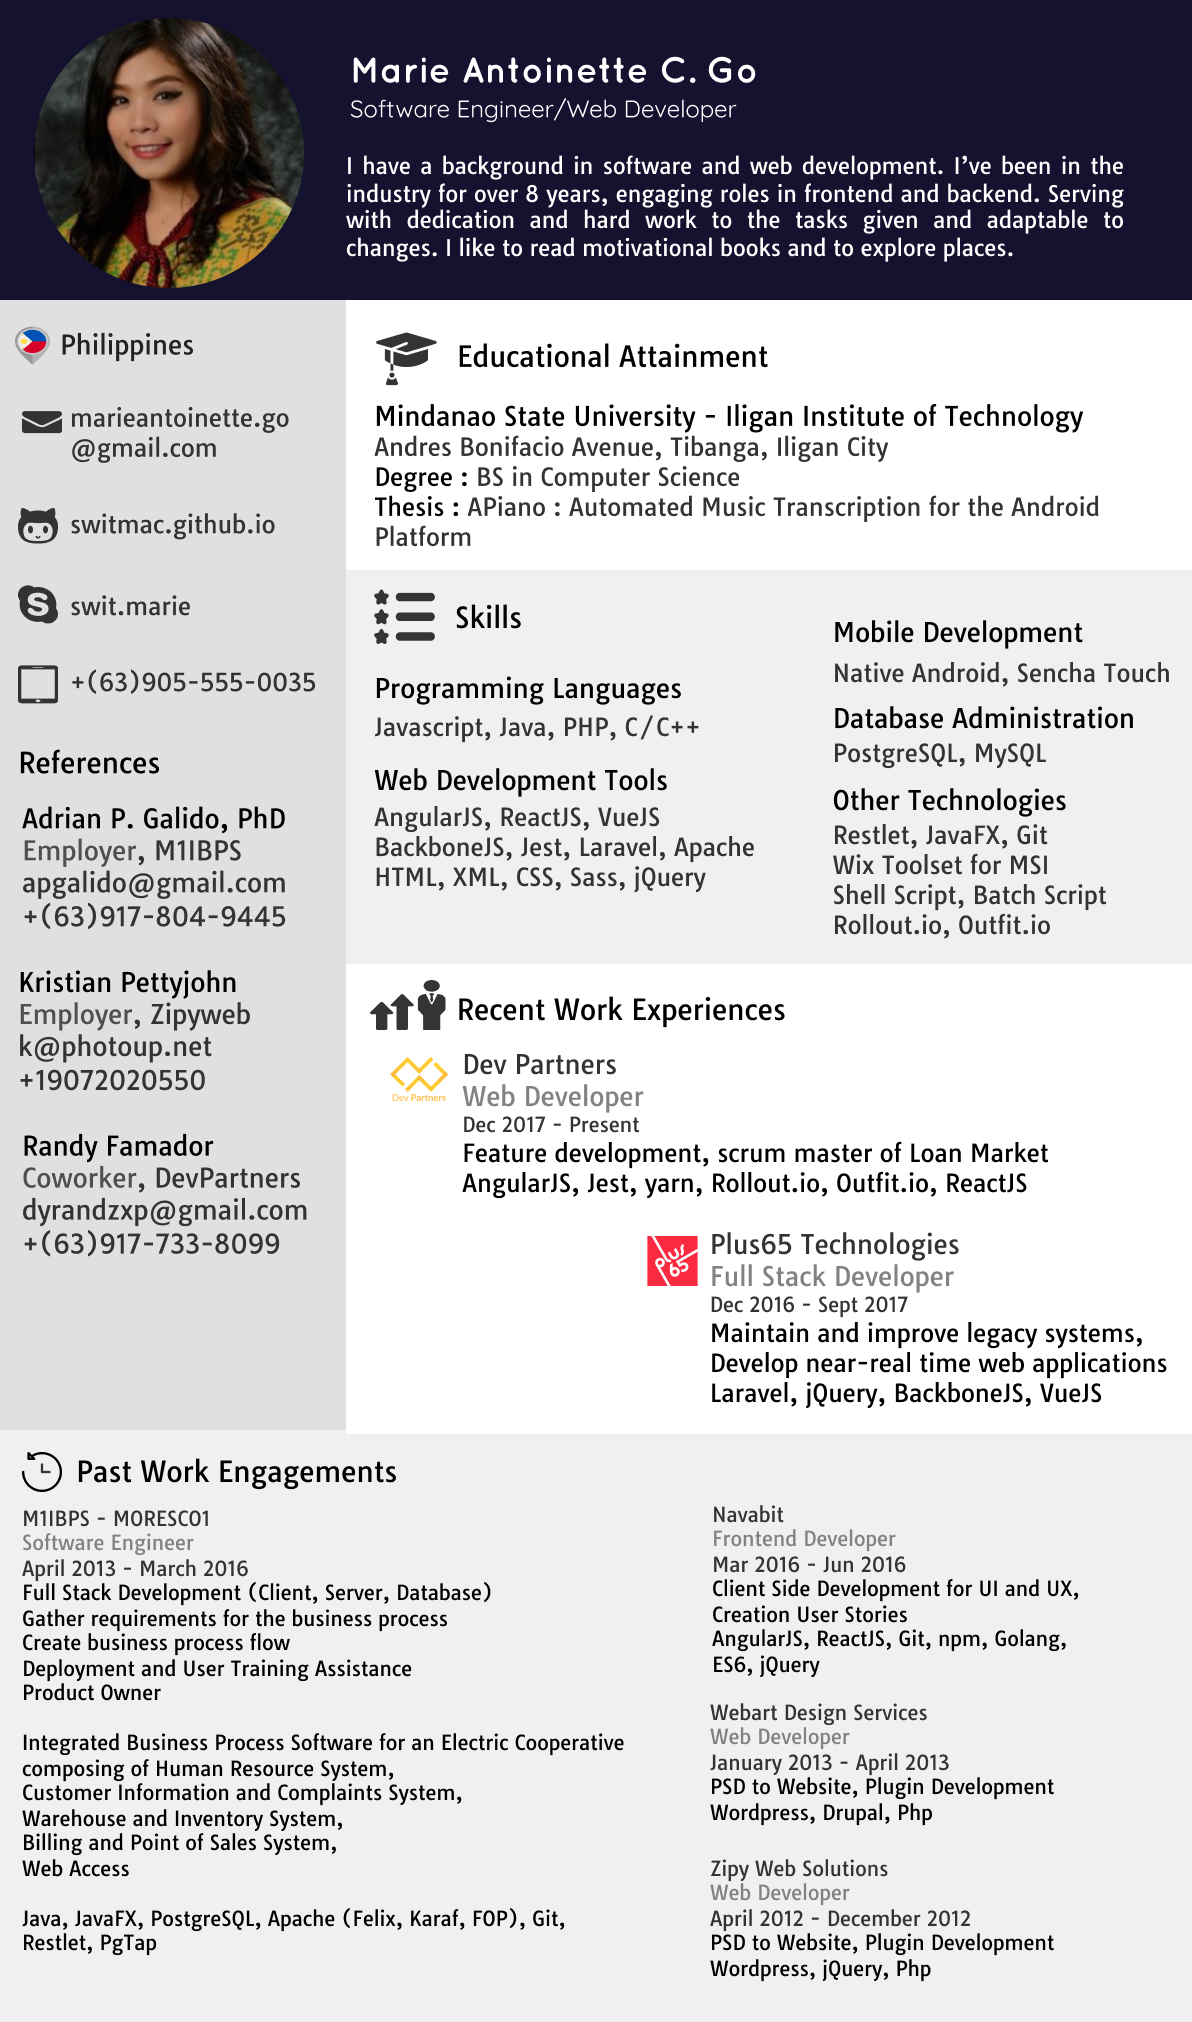 Marie Antoinette C. Go
Software Engineer/Web Developer
I have a background in software and web development. I've been in the
industry for over 8 years, engaging roles in frontend and backend. Serving
with dedication and hard work to the tasks given and adaptable to
changes. I like to read motivational books and to explore places.
Philippines
marieantoinette.go
@gmail.com
switmac.github.io
swit.marie
+(63)905-555-0035
References
Adrian P. Galido, PhD
Employer, M1IBPS
apgalido@gmail.com
+(63)917-804-9445
Kristian Pettyjohn
Employer, Zipyweb
k@photoup.net
+19072020550
Randy Famador
Coworker, DevPartners
dyrandzxp@gmail.com
+(63)917-733-8099
Educational Attainment
Mindanao State University - Iligan Institute of Technology
Andres Bonifacio Avenue, Tibanga, Iligan City
Degree : BS in Computer Science
Thesis : APiano : Automated Music Transcription for the Android
Platform
Skills
Programming Languages
Javascript, Java, PHP, C/C++
Web Development Tools
AngularJS, ReactJS, VueJS
BackboneJS, Jest, Laravel, Apache
HTML, XML, CSS, Sass, jQuery
Mobile Development
Native Android, Sencha Touch
Database Administration
PostgreSQL, MySQL
Other Technologies
Restlet, JavaFX, Git
Wix Toolset for MSI
Shell Script, Batch Script
Rollout.io, Outfit.io
Recent Work Experiences
Dev Partners
Dev Partners
Web Developer
Dec 2017 - Present
Feature development, scrum master of Loan Market
AngularJS, Jest, yarn, Rollout.io, Outfit.io, ReactJS
plus
65
Plus65 Technologies
Full Stack Developer
Dec 2016 - Sept 2017
Maintain and improve legacy systems,
Develop near-real time web applications
Laravel, jQuery, BackboneJS, VueJS
Past Work Engagements
M1IBPS - MORESCO1
Software Engineer
April 2013 - March 2016
Full Stack Development (Client, Server, Database)
Gather requirements for the business process
Create business process flow
Deployment and User Training Assistance
Product Owner
Integrated Business Process Software for an Electric Cooperative
composing of Human Resource System,
Customer Information and Complaints System,
Warehouse and Inventory System,
Billing and Point of Sales System,
Web Access
Java, JavaFX, PostgreSQL, Apache (Felix, Karaf, FOP), Git,
Restlet, PgTap
Navabit
Frontend Developer
Mar 2016 - Jun 2016
Client Side Development for UI and UX,
Creation User Stories
AngularJS, ReactJS, Git, npm, Golang,
ES6, jQuery
Webart Design Services
Web Developer
January 2013 - April 2013
PSD to Website, Plugin Development
Wordpress, Drupal, Php
Zipy Web Solutions
Web Developer
April 2012 - December 2012
PSD to Website, Plugin Development
Wordpress, jQuery, Php